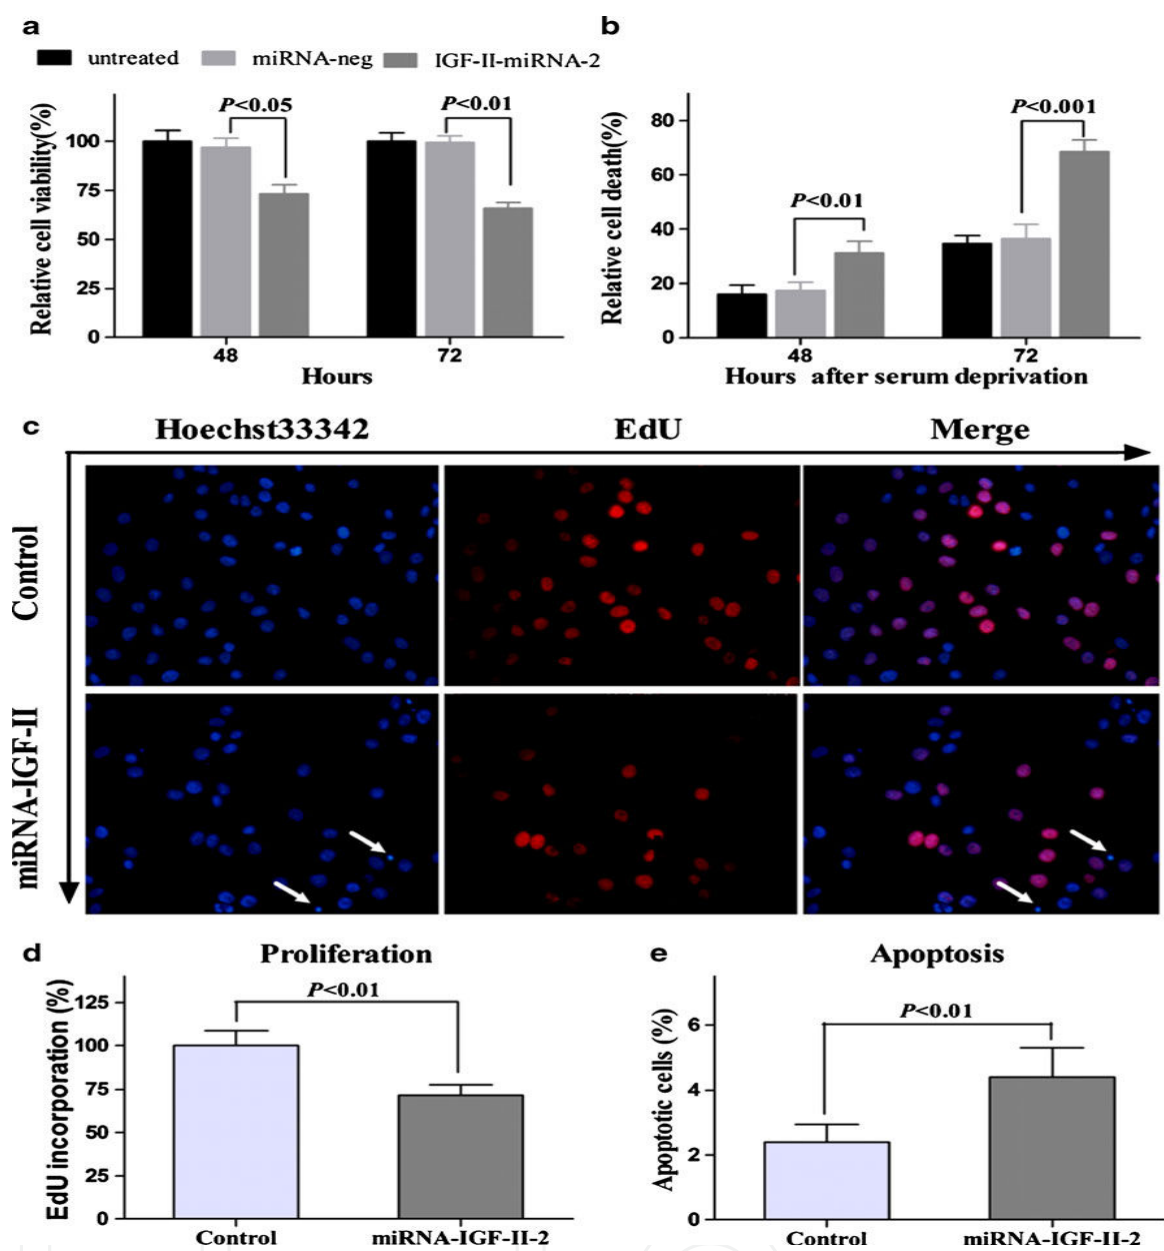 a
b
untreated miRNA-neg IGF-II-miRNA-2
Relative cell viability(%)
100
75
50
25
0
P<0.05
P<0.01
48 72
Hours
Relative cell death(%)
80
60
40
20
0
P<0.01
P<0.001
48 72
Hours after serum deprivation
c
Hoechst33342 EdU Merge
Control
miRNA-IGF-II
d
Proliferation
EdU incorporation (%)
125
100
75
50
25
0
P<0.01
Control miRNA-IGF-II-2
e
Apoptosis
Apoptotic cells (%)
6
4
2
0
P<0.01
Control miRNA-IGF-II-2